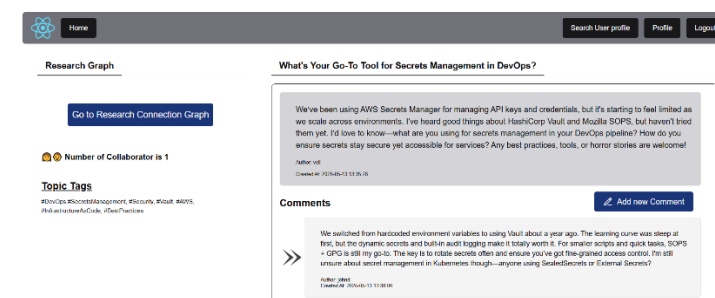 Home
Search User profile
Profile
Logout
Research Graph
Go to Research Connection Graph
Number of Collaborator is 1
Topic Tags
#DevOps,#SecretsManagement, #Security, #Vault, #AWS,
#InfrastructureAsCode, #BestPractices
What's Your Go-To Tool for Secrets Management in DevOps?
We've been using AWS Secrets Manager for managing API keys and credentials, but it's starting to feel limited as
we scale across environments. I've heard good things about HashiCorp Vault and Mozilla SOPS, but haven't tried
them yet. I'd love to know—what are you using for secrets management in your DevOps pipeline? How do you
ensure secrets stay secure yet accessible for services? Any best practices, tools, or horror stories are welcome!
Author:
Created At:
Comments
Add new Comment
We switched from hardcoded environment variables to using Vault about a year ago. The learning curve was steep at
first, but the dynamic secrets and built-in audit logging make it totally worth it. For smaller scripts and quick tasks, SOPS
+ GPG is still my go-to. The key is to rotate secrets often and ensure you've got fine-grained access control. I'm still
unsure about secret management in Kubernetes though—anyone using SealedSecrets or External Secrets?
Author:
Created At: